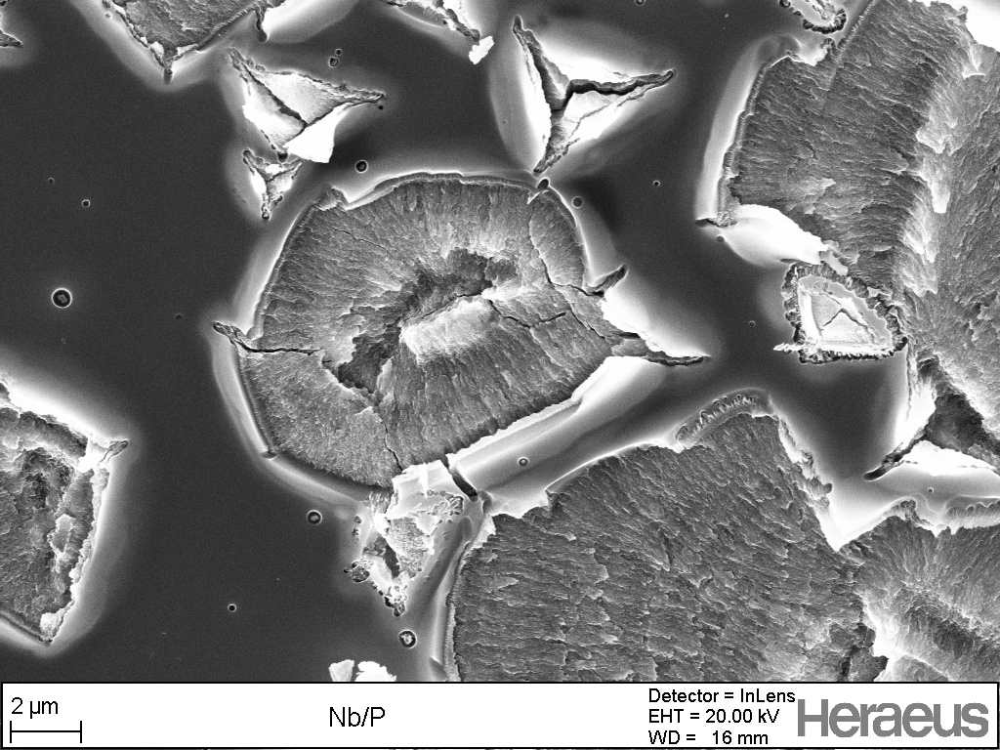 2 µm
Nb/P
Detector = InLens
EHT = 20.00 kV
WD = 16 mm
Heraeus